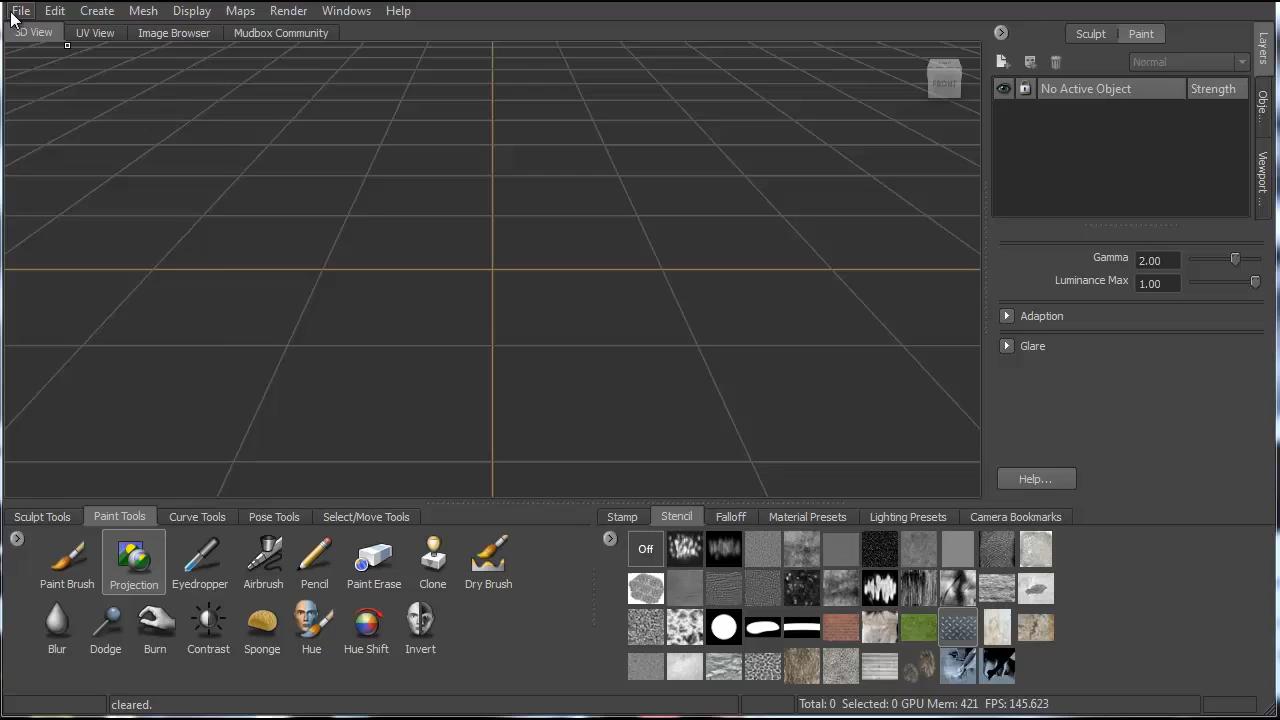 File Edit Create Mesh Display Maps Render Windows Help
3D View UV View Image Browser Mudbox Community
FRONT
Sculpt Paint
Normal
No Active Object Strength
Layers
Obje...
Viewport ...
Gamma 2.00
Luminance Max 1.00
Adaption
Glare
Help...
Sculpt Tools Paint Tools Curve Tools Pose Tools Select/Move Tools
Paint Brush Projection Eyedropper Airbrush Pencil Paint Erase Clone Dry Brush
Blur Dodge Burn Contrast Sponge Hue Hue Shift Invert
Stamp Stencil Falloff Material Presets Lighting Presets Camera Bookmarks
Off
cleared.
Total: 0 Selected: 0 GPU Mem: 421 FPS: 145.623